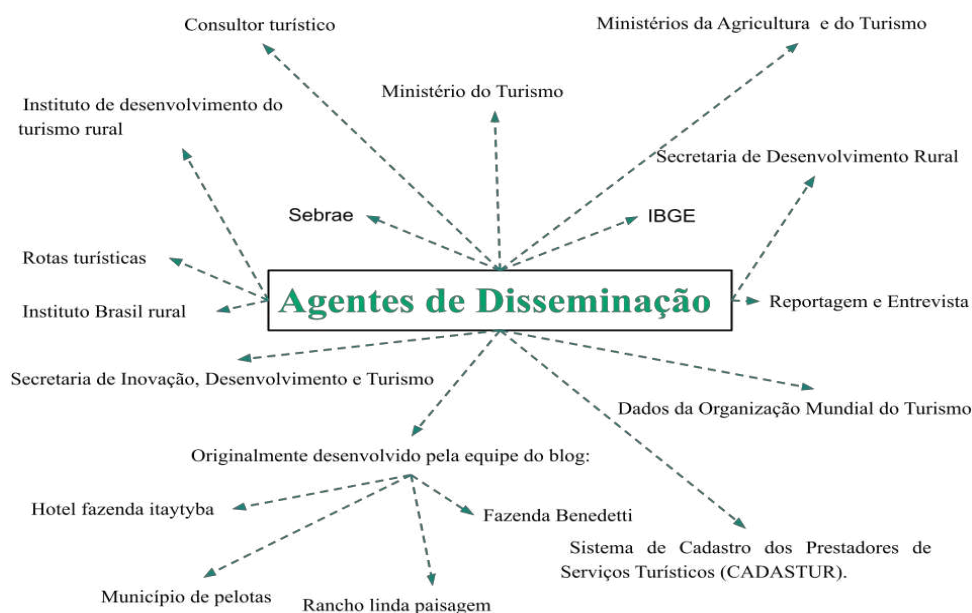 Consultor turístico
Ministérios da Agricultura e do Turismo
Ministério do Turismo
Instituto de desenvolvimento do
turismo rural
Secretaria de Desenvolvimento Rural
Sebrae
IBGE
Rotas turísticas
Instituto Brasil rural
Agentes de Disseminação
Reportagem e Entrevista
Secretaria de Inovação, Desenvolvimento e Turismo
Dados da Organização Mundial do Turismo
Originalmente desenvolvido pela equipe do blog:
Hotel fazenda itaytyba
Fazenda Benedetti
Sistema de Cadastro dos Prestadores de
Serviços Turísticos (CADASTUR).
Município de pelotas
Rancho linda paisagem